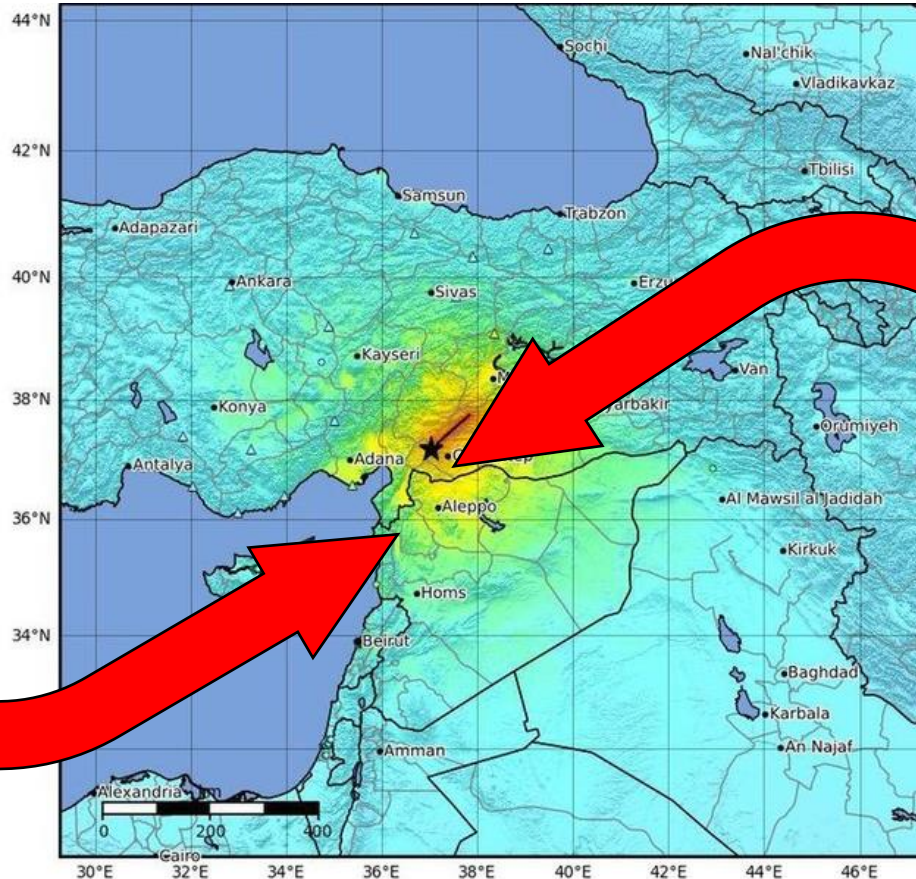 44°N
Sochi
Nal'chik
Vladikavkaz
42°N
Tbilisi
Samsun
Trabzon
Adapazari
40°N
Ankara
Sivas
Kayseri
38°N
Van
Konya
Orumiyeh
Adana
Antalya
Al Mawsil al Jadidah
Aleppo
36°N
Kirkuk
Homs
34°N
Beirut
Baghdad
Karbala
An Najaf
Amman
Alexandria
km
0 200 400
Cairo
30°E 32°E 34°E 36°E 38°E 40°E 42°E 44°E 46°E